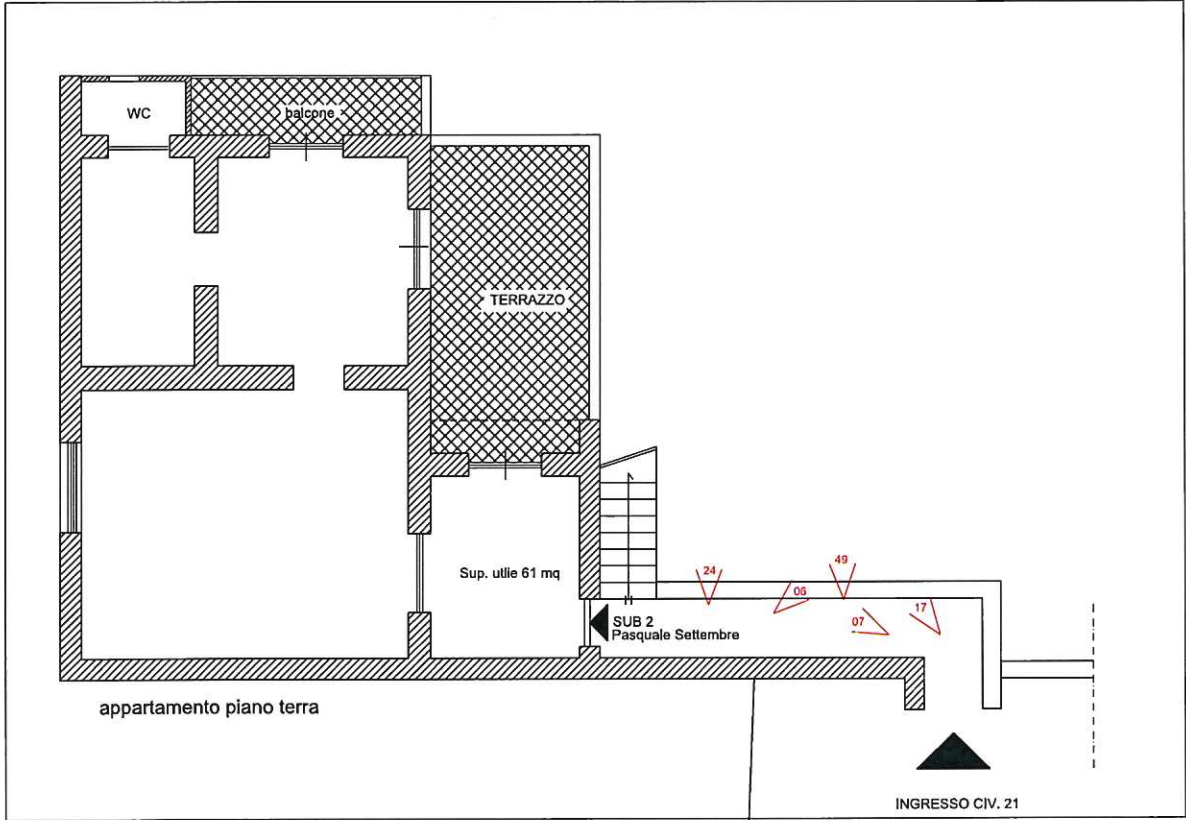 WC
balcone
TERRAZZO
Sup. utlie 61 mq
24
06
49
07
17
SUB 2
Pasquale Settembre
appartamento piano terra
INGRESSO CIV. 21